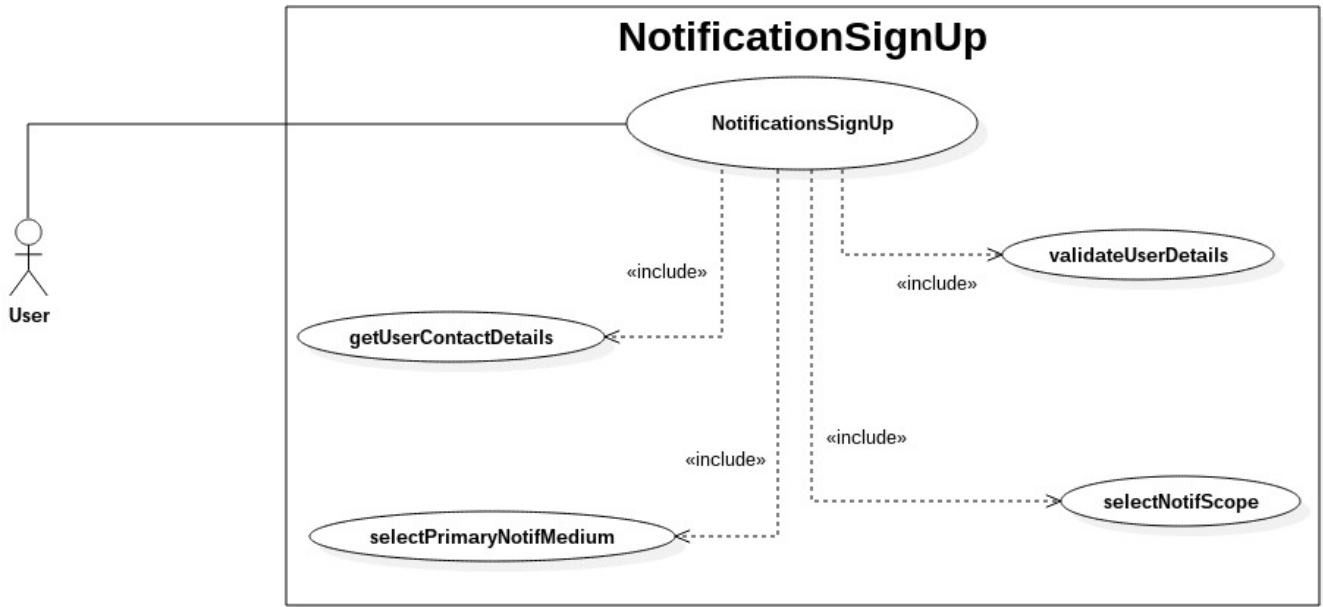 NotificationSignUp
NotificationsSignUp
validateUserDetails
«include»
«include»
User
getUserContactDetails
«include»
«include»
selectNotifScope
selectPrimaryNotifMedium